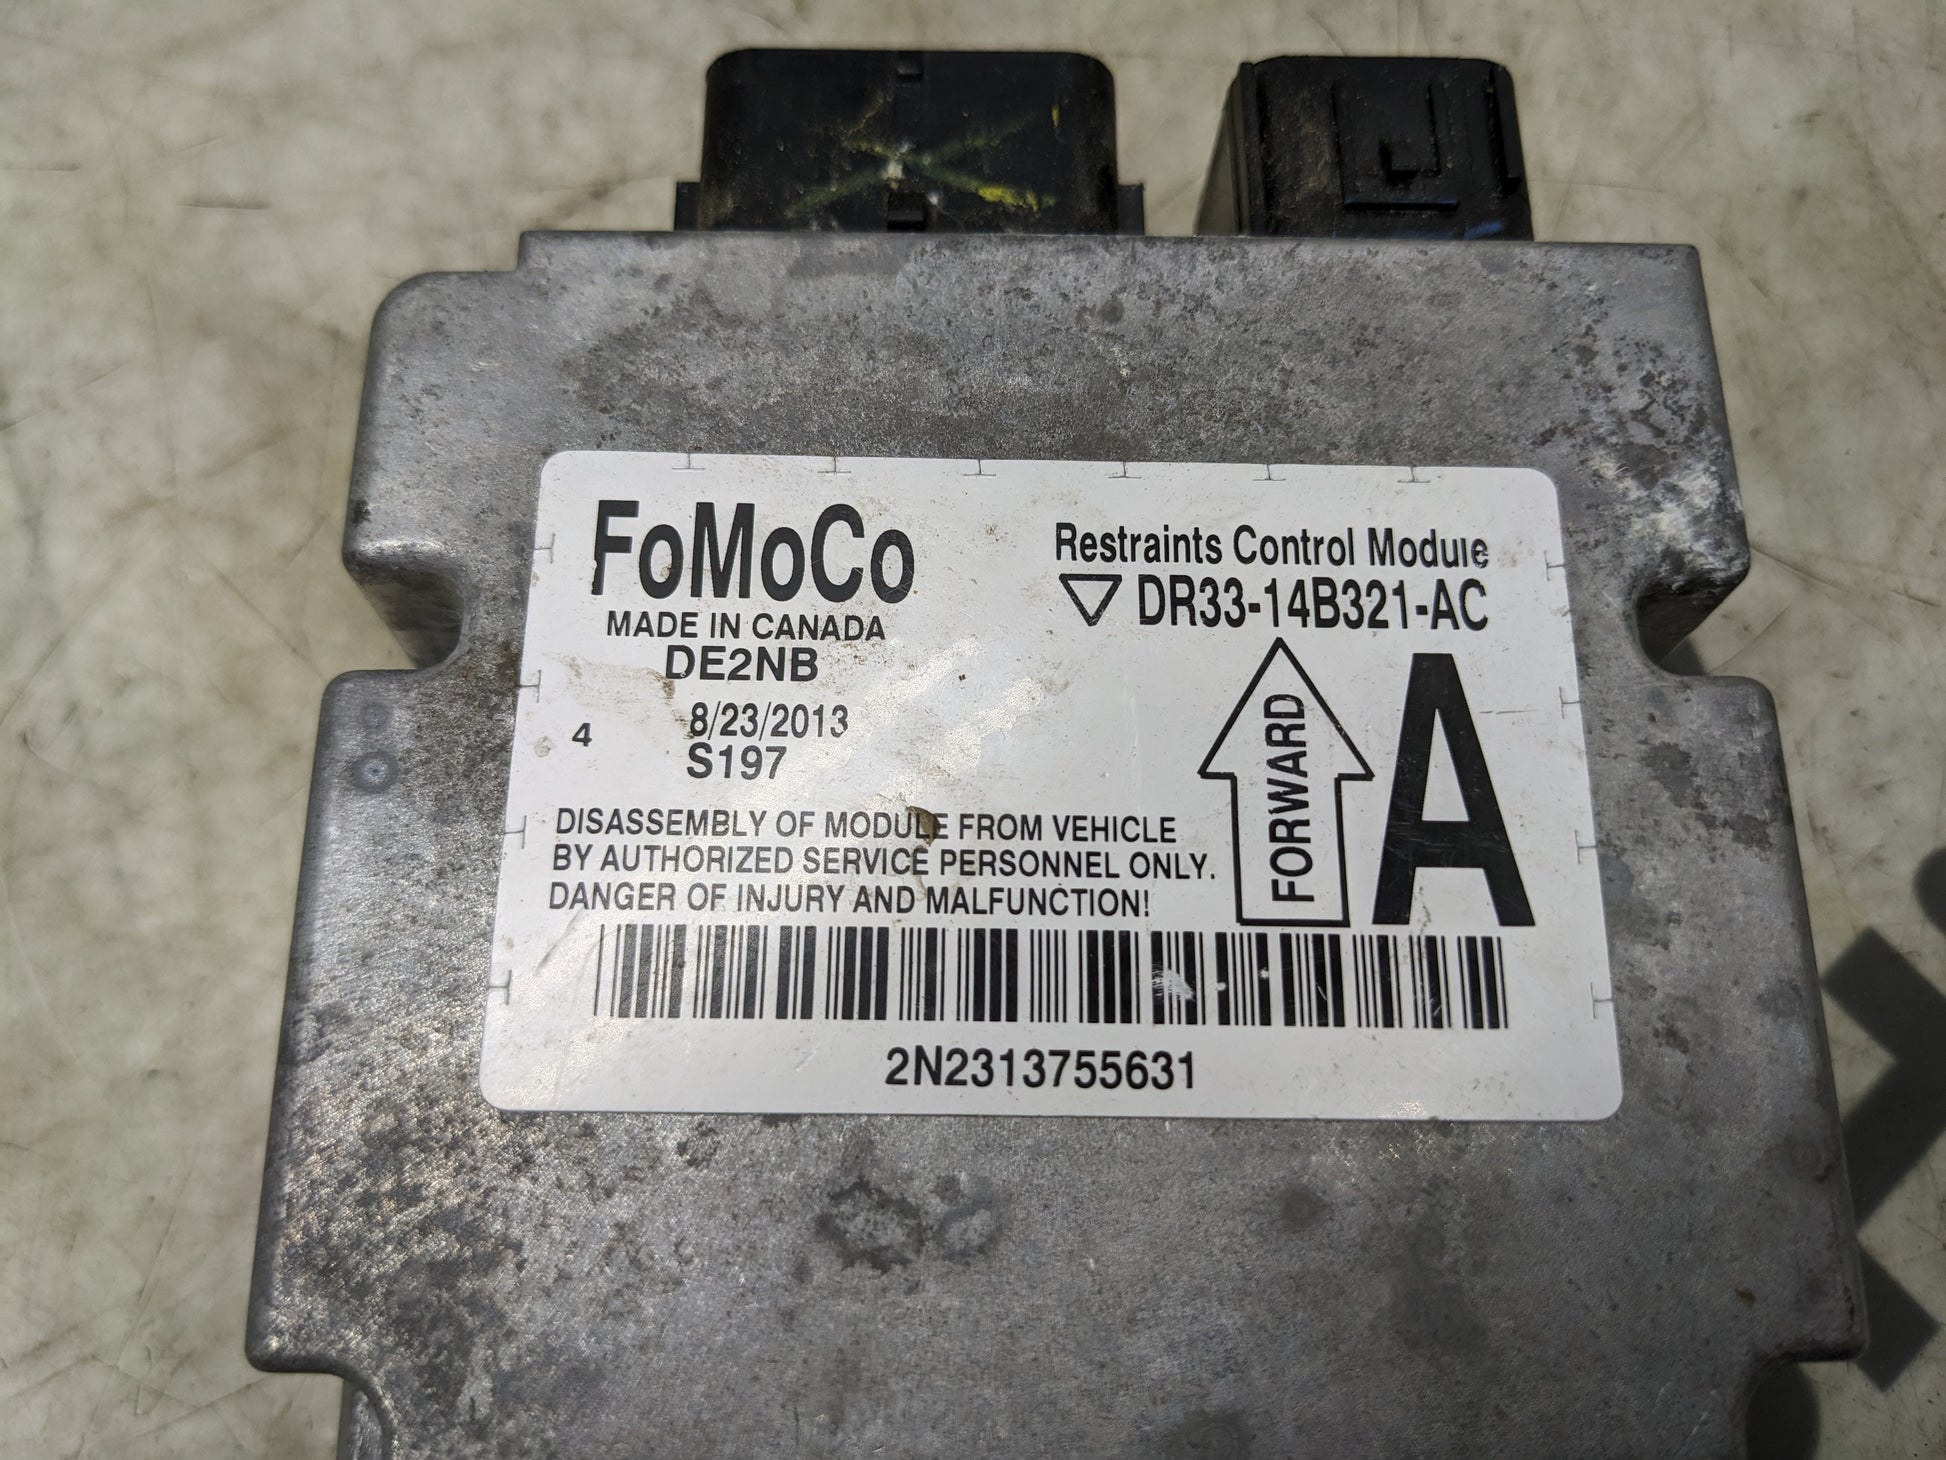 FoMoCo
MADE IN CANADA
DE2NB
4 8/23/2013
S197
Restraints Control Module
DR33-14B321-AC
FORWARD
A
DISASSEMBLY OF MODULE FROM VEHICLE
BY AUTHORIZED SERVICE PERSONNEL ONLY.
DANGER OF INJURY AND MALFUNCTION!
2N2313755631